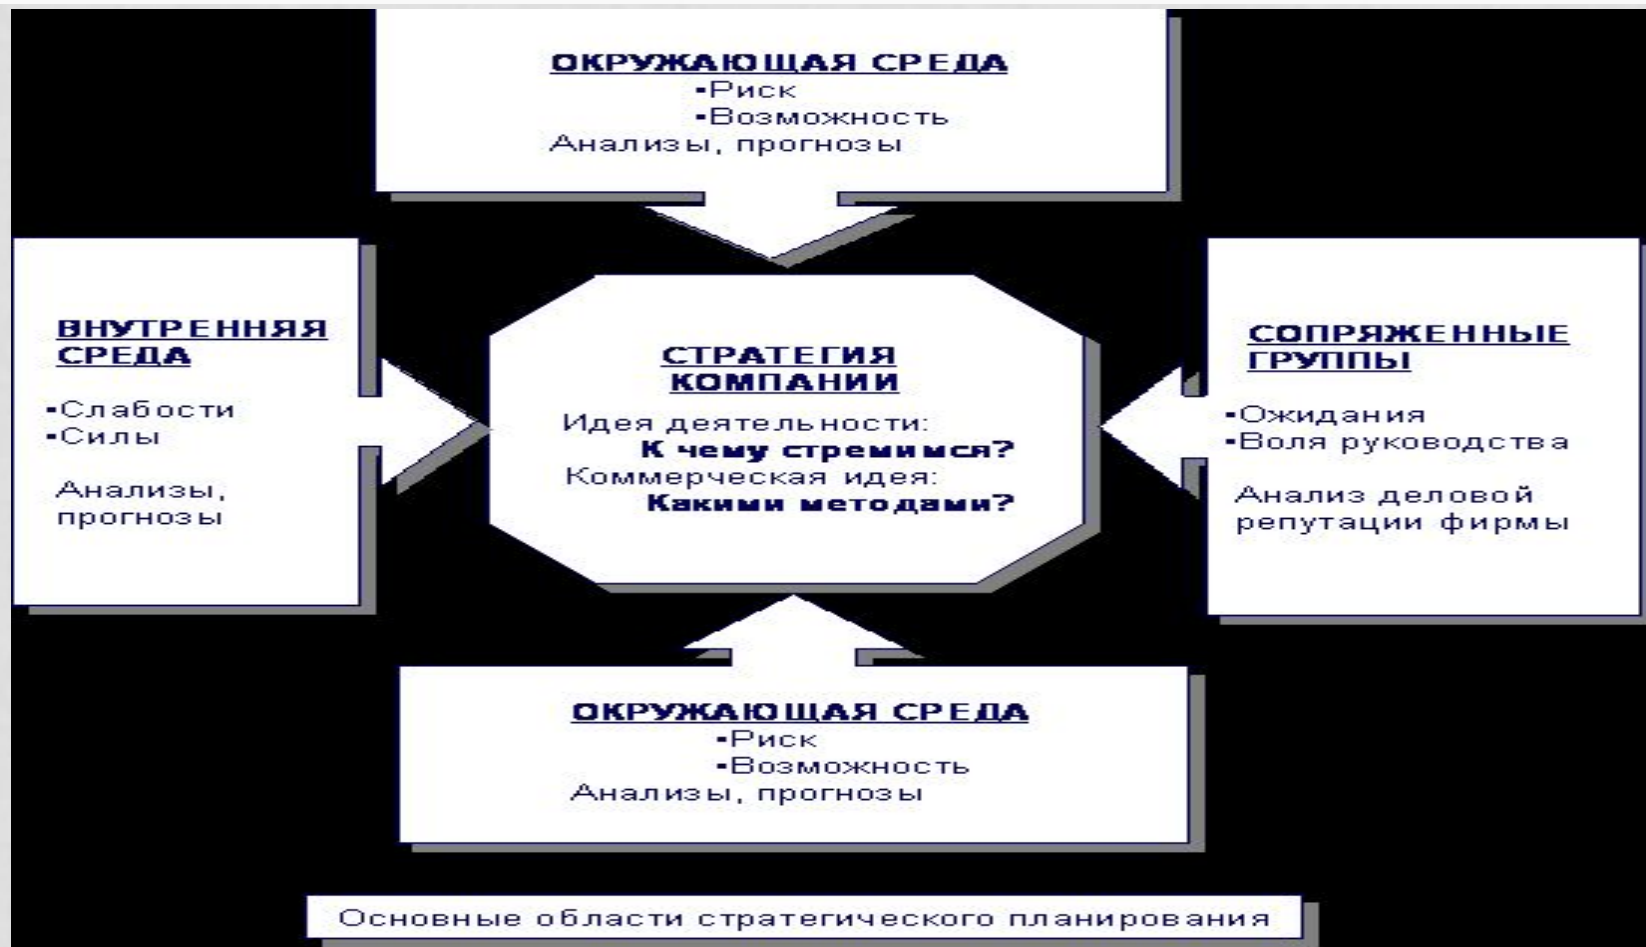 ОКРУЖАЮЩАЯ СРЕДА
▪Риск
▪Возможность
Анализы, прогнозы
ВНУТРЕННЯЯ
СРЕДА
▪Слабости
▪Силы
Анализы,
прогнозы
СТРАТЕГИЯ
КОМПАНИИ
Идея деятельности:
К чему стремимся?
Коммерческая идея:
Какими методами?
СОПРЯЖЕННЫЕ
ГРУППЫ
▪Ожидания
▪Воля руководства
Анализ деловой
репутации фирмы
ОКРУЖАЮЩАЯ СРЕДА
▪Риск
▪Возможность
Анализы, прогнозы
Основные области стратегического планирования